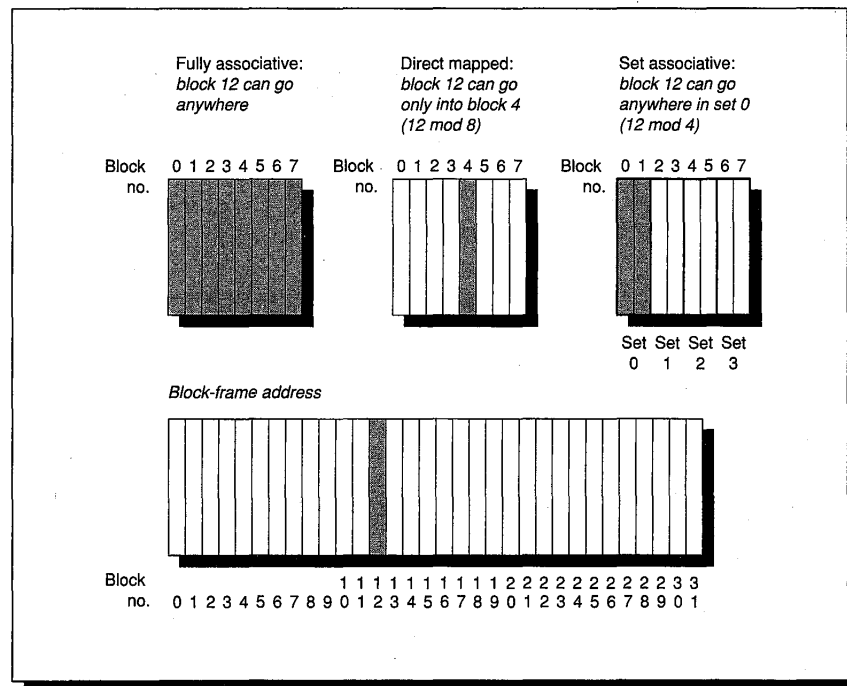 Fully associative:
block 12 can go
anywhere
Direct mapped:
block 12 can go
only into block 4
(12 mod 8)
Set associative:
block 12 can go
anywhere in set 0
(12 mod 4)
Block
no.
0 1 2 3 4 5 6 7
Block
no.
0 1 2 3 4 5 6 7
Block
no.
0 1 2 3 4 5 6 7
Set Set Set Set
0 1 2 3
Block-frame address
Block
no.
1 1 1 1 1 1 1 1 1 1 2 2 2 2 2 2 2 2 2 2 3 3
0 1 2 3 4 5 6 7 8 9 0 1 2 3 4 5 6 7 8 9 0 1 2 3 4 5 6 7 8 9 0 1